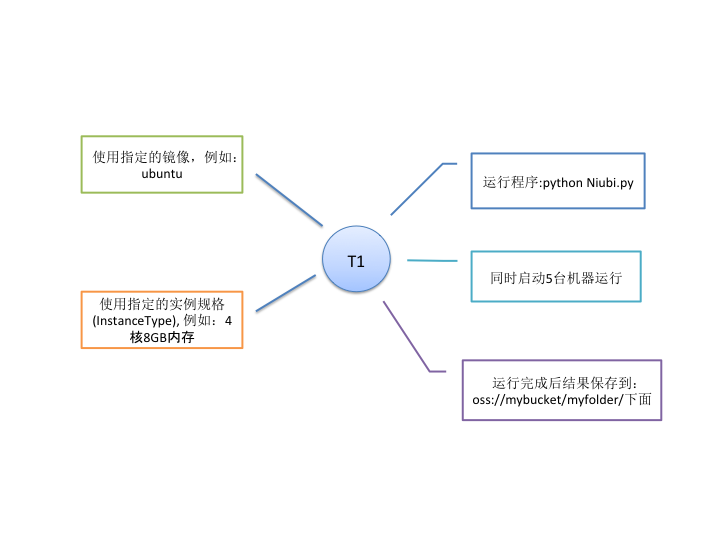 使用指定的镜像，例如：
ubuntu
运行程序:python Niubi.py
T1
同时启动5台机器运行
使用指定的实例规格
(InstanceType), 例如：4
核8GB内存
运行完成后结果保存到：
oss://mybucket/myfolder/下面